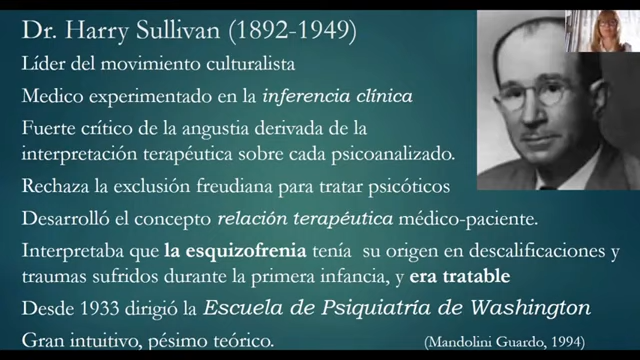 Dr. Harry Sullivan (1892-1949)
Líder del movimiento culturalista
Medico experimentado en la inferencia clínica
Fuerte crítico de la angustia derivada de la
interpretación terapéutica sobre cada psicoanalizado.
Rechaza la exclusión freudiana para tratar psicóticos
Desarrolló el concepto relación terapéutica médico-paciente.
Interpretaba que la esquizofrenia tenía su origen en descalificaciones y
traumas sufridos durante la primera infancia, y era tratable
Desde 1933 dirigió la Escuela de Psiquiatría de Washington
Gran intuitivo, pésimo teórico. (Mandolini Guardo, 1994)